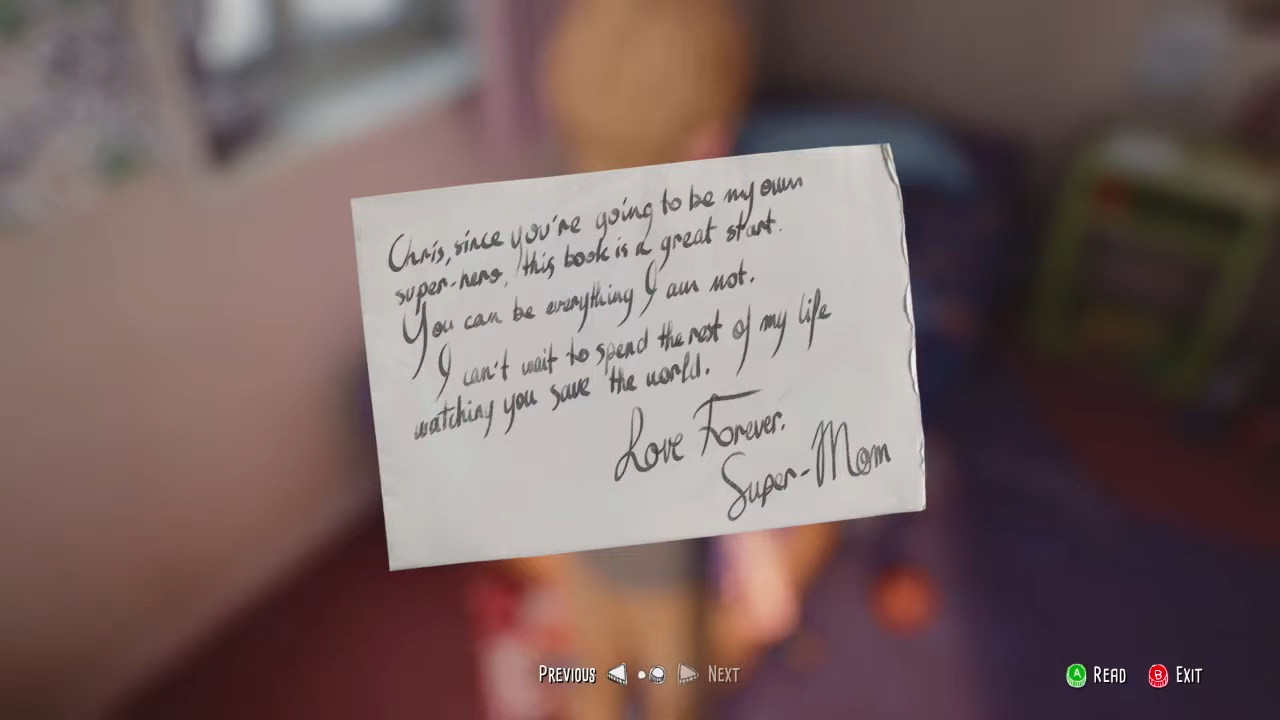 Chris, since you're going to be my own
super-hero, this book is a great start.
You can be everything I am not.
I can't wait to spend the rest of my life
watching you save the world.
Love Forever.
Super-Mom
PREVIOUS NEXT
A READ B EXIT